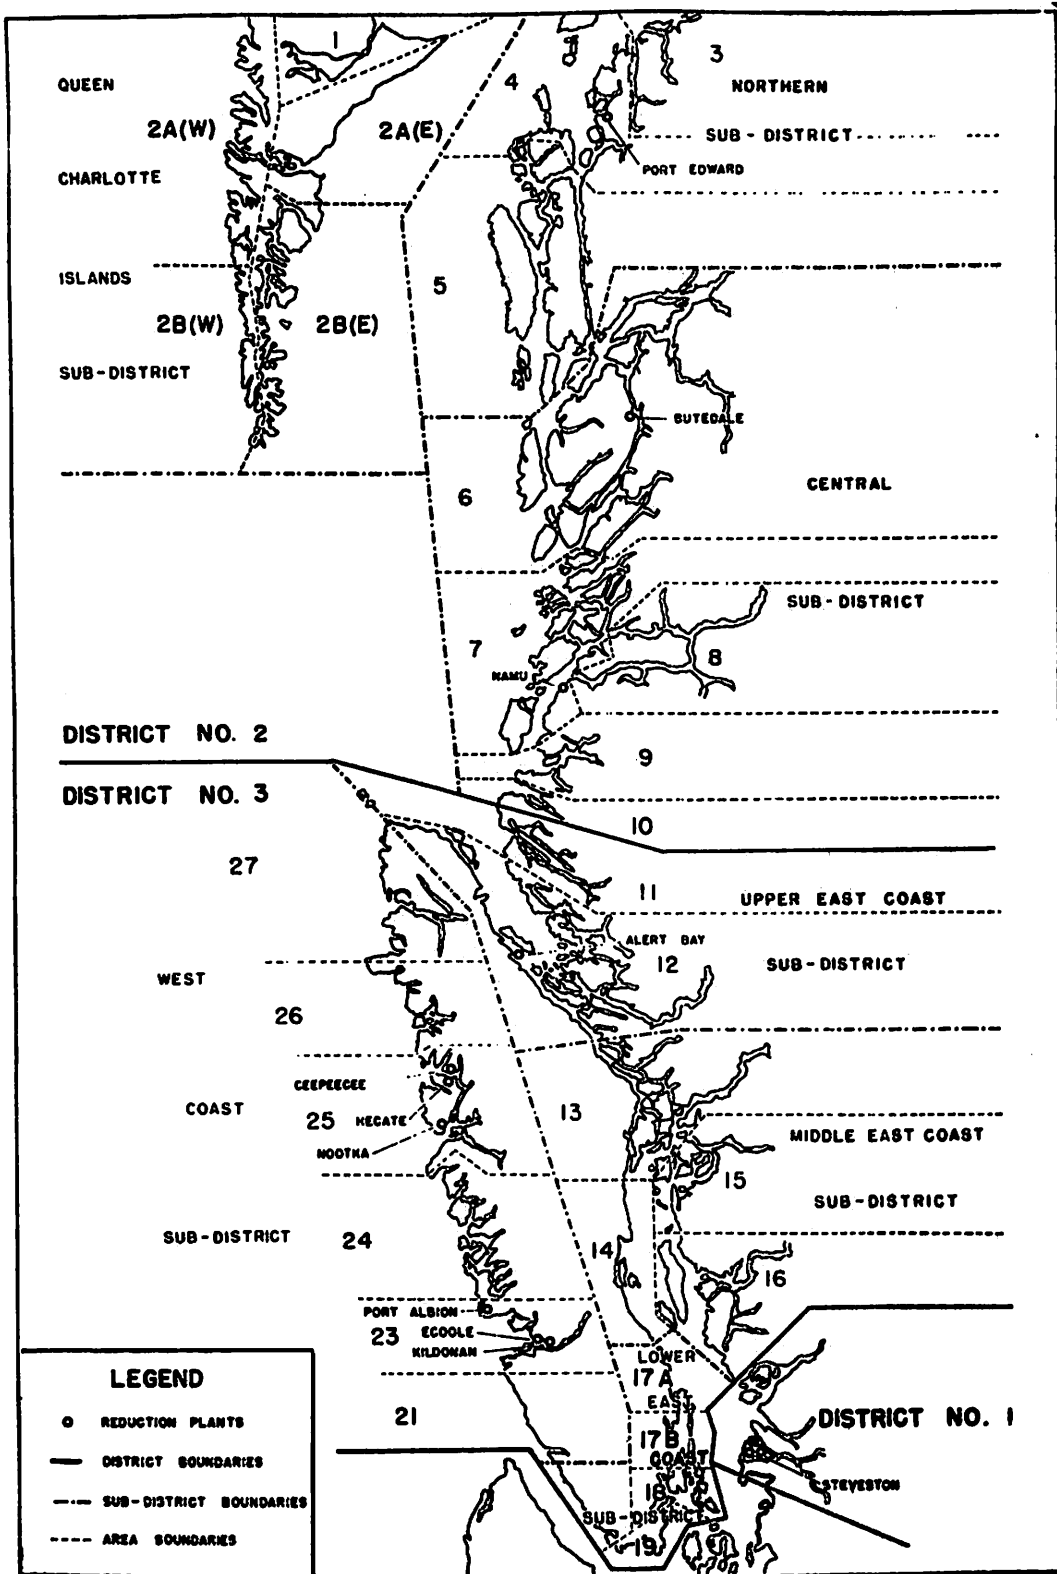 1
3
QUEEN
4
NORTHERN
2A(W)
2A(E)
SUB-DISTRICT
PORT EDWARD
CHARLOTTE
ISLANDS
5
2B(W)
2B(E)
SUB-DISTRICT
BUTEDALE
6
CENTRAL
SUB-DISTRICT
7
8
NAMU
DISTRICT NO. 2
9
DISTRICT NO. 3
10
27
11
UPPER EAST COAST
ALERT BAY
12
SUB-DISTRICT
WEST
26
CEEPEECEE
COAST
25
HECATE
13
NOOTKA
MIDDLE EAST COAST
15
SUB-DISTRICT
SUB-DISTRICT
24
14
16
PORT ALBION
23
ECOOLE
KILDONAN
LOWER
17A
EAST
21
17B
COAST
DISTRICT NO. 1
STEVESTON
18
SUB-DISTRICT
19
LEGEND
REDUCTION PLANTS
DISTRICT BOUNDARIES
SUB-DISTRICT BOUNDARIES
AREA BOUNDARIES